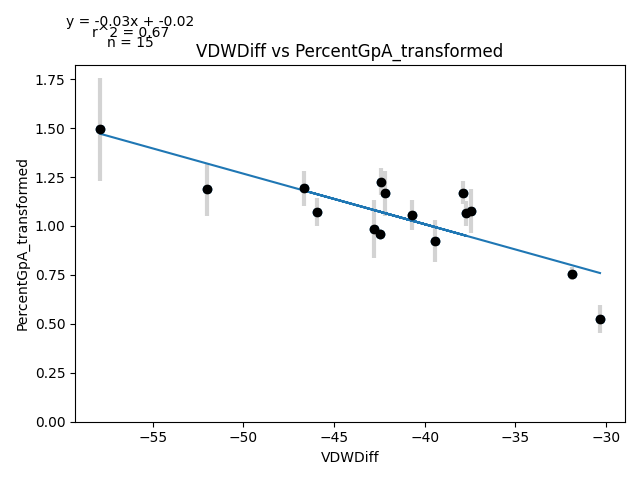 y = -0.03x + -0.02
r^2 = 0.67
n = 15
VDWDiff vs PercentGpA_transformed
PercentGpA_transformed
1.75
1.50
1.25
1.00
0.75
0.50
0.25
0.00
−55
−50
−45
−40
−35
−30
VDWDiff